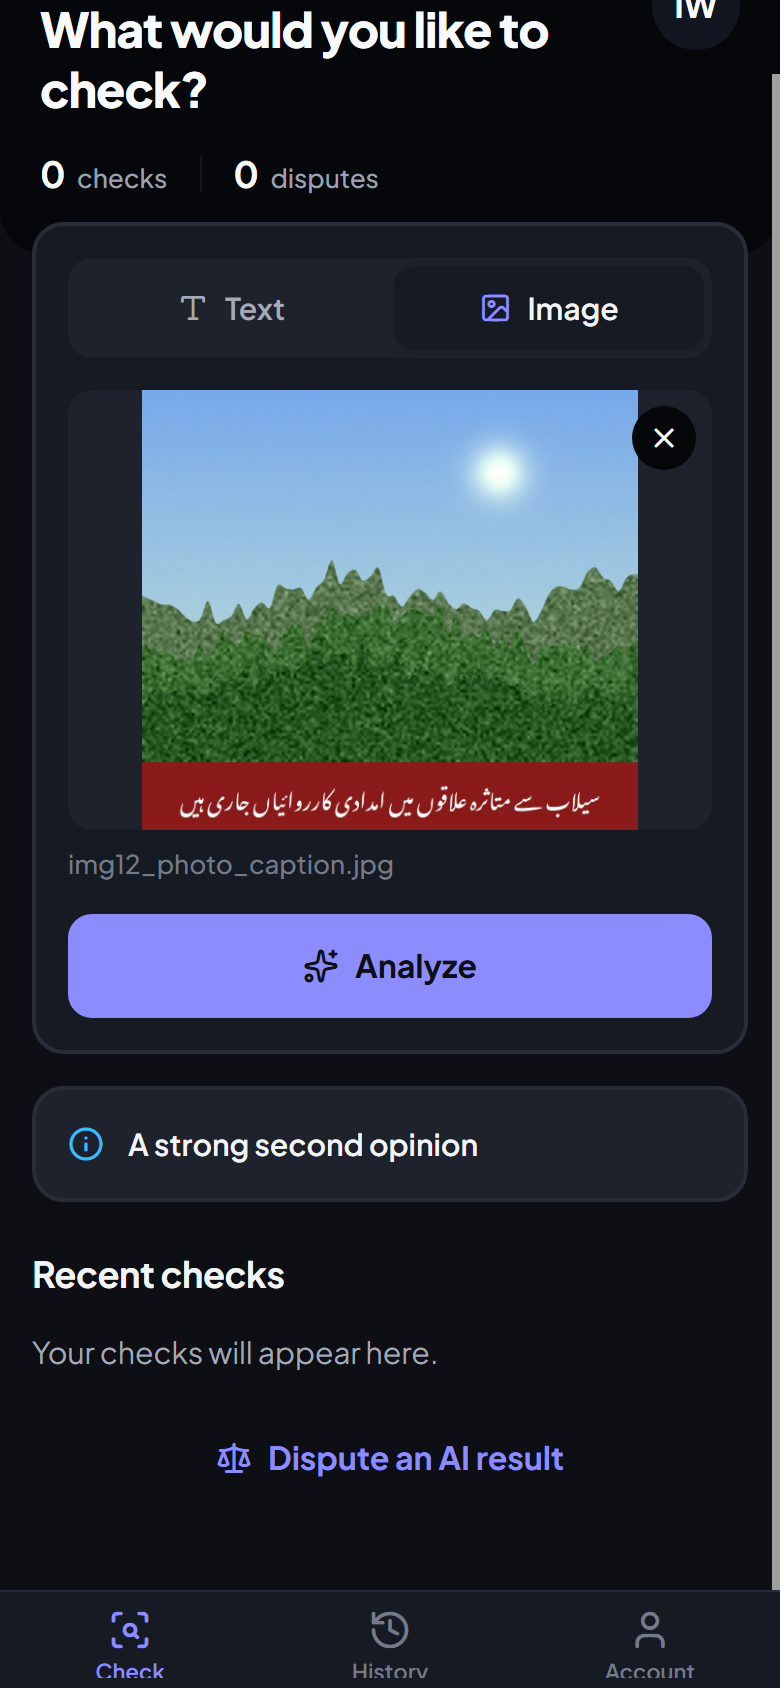 What would you like to
check?
0 checks
0 disputes
Text
Image
سیلاب سے متاثرہ علاقوں میں امدادی کارروائیاں جاری ہیں
img12_photo_caption.jpg
Analyze
A strong second opinion
Recent checks
Your checks will appear here.
Dispute an AI result
Check
History
Account